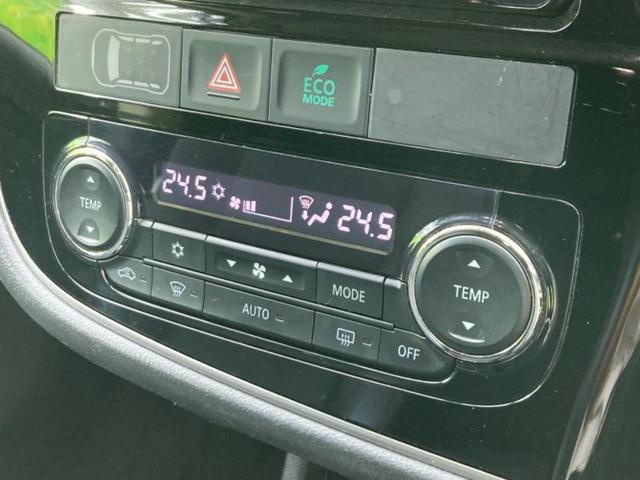 ECO
MODE
24.5 24.5
TEMP
TEMP
MODE
AUTO
OFF